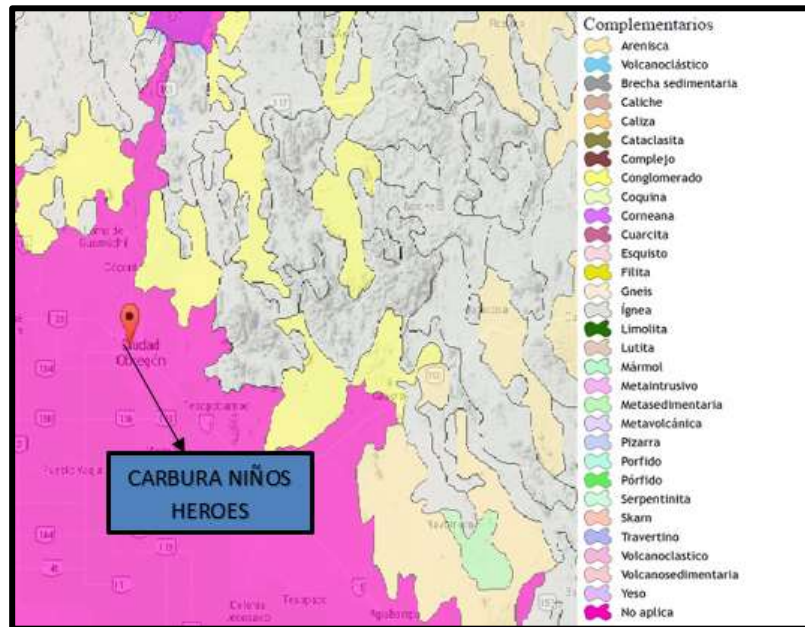 Complementarios
Arenisca
Volcanoclástico
Brecha sedimentaria
Caliche
Caliza
Cataclasita
Complejo
Conglomerado
Coquina
Corneana
Cuarcita
Esquisto
Filita
Gneis
Ígnea
Limolita
Lutita
Mármol
Metaintrusivo
Metasedimentaria
Metavolcánica
Pizarra
Porfido
Pórfido
Serpentinita
Skarn
Travertino
Volcanoclastico
Volcanosedimentaria
Yeso
No aplica
Ciudad
Obregón
CARBURA NIÑOS
HEROES